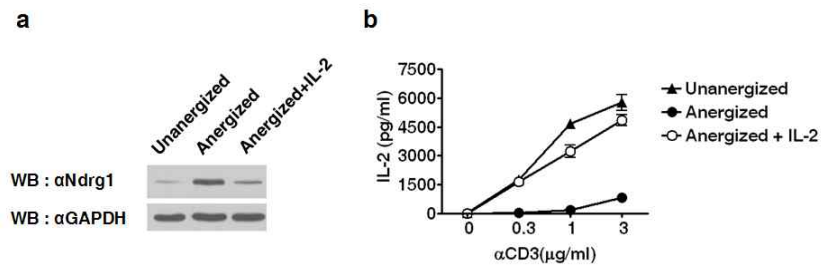 a
Unanergized
Anergized
Anergized+IL-2
WB : αNdrg1
WB : αGAPDH
b
IL-2 (pg/ml)
7500
6000
4500
3000
1500
0
0
0.3
1
3
αCD3(μg/ml)
Unanergized
Anergized
Anergized + IL-2